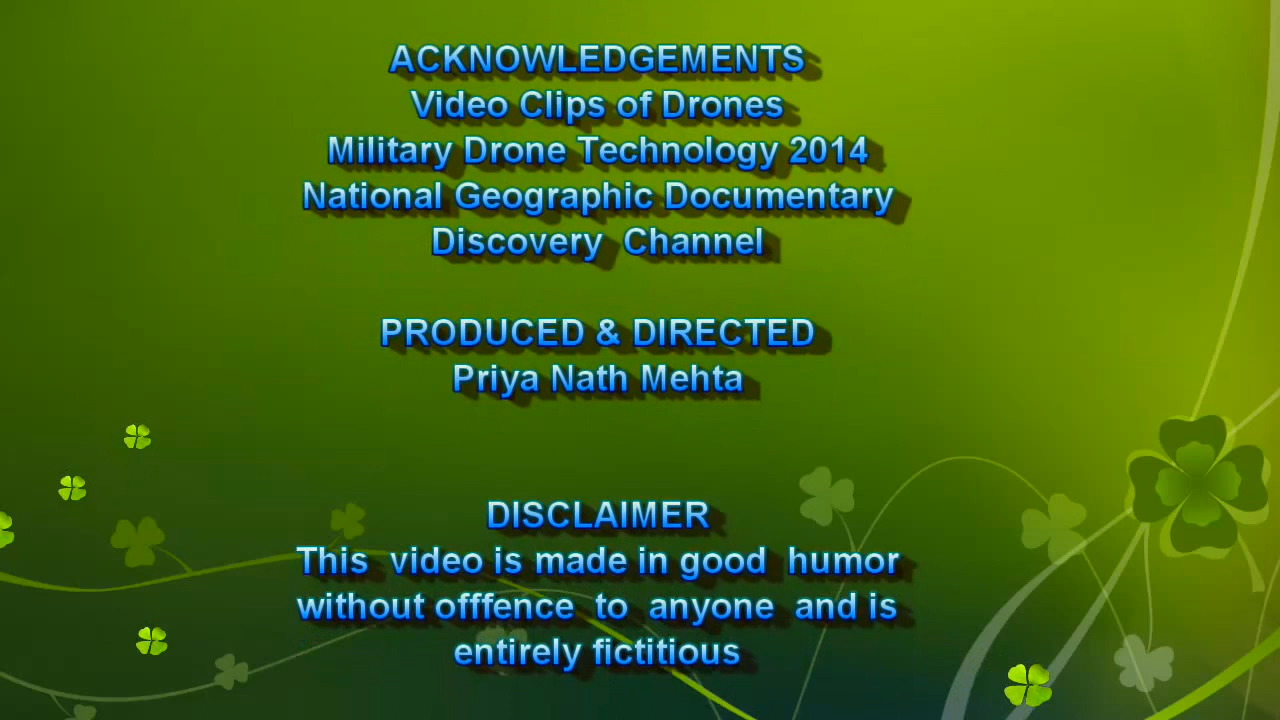 ACKNOWLEDGEMENTS
Video Clips of Drones
Military Drone Technology 2014
National Geographic Documentary
Discovery Channel
PRODUCED & DIRECTED
Priya Nath Mehta
DISCLAIMER
This video is made in good humor
without offfence to anyone and is
entirely fictitious